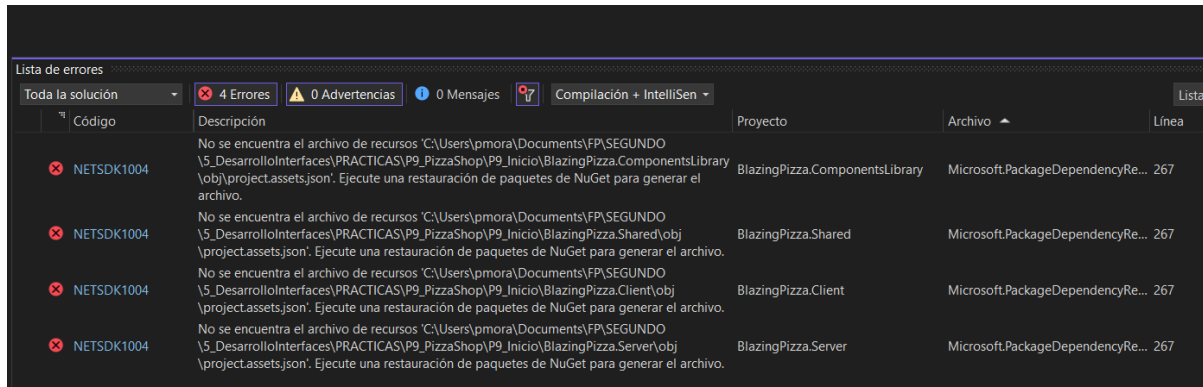 Lista de errores
Toda la solución 4 Errores 0 Advertencias 0 Mensajes Compilación + IntelliSen Lista
Código Descripción Proyecto Archivo Línea
No se encuentra el archivo de recursos 'C:\Users\pmora\Documents\FP\SEGUNDO
\5_DesarrolloInterfaces\PRACTICAS\P9_PizzaShop\P9_Inicio\BlazingPizza.ComponentsLibrary
NETSDK1004 \obj\project.assets.json'. Ejecute una restauración de paquetes de NuGet para generar el BlazingPizza.ComponentsLibrary Microsoft.PackageDependencyRe... 267
archivo.
No se encuentra el archivo de recursos 'C:\Users\pmora\Documents\FP\SEGUNDO
NETSDK1004 \5_DesarrolloInterfaces\PRACTICAS\P9_PizzaShop\P9_Inicio\BlazingPizza.Shared\obj BlazingPizza.Shared Microsoft.PackageDependencyRe... 267
\project.assets.json'. Ejecute una restauración de paquetes de NuGet para generar el archivo.
No se encuentra el archivo de recursos 'C:\Users\pmora\Documents\FP\SEGUNDO
NETSDK1004 \5_DesarrolloInterfaces\PRACTICAS\P9_PizzaShop\P9_Inicio\BlazingPizza.Client\obj BlazingPizza.Client Microsoft.PackageDependencyRe... 267
\project.assets.json'. Ejecute una restauración de paquetes de NuGet para generar el archivo.
No se encuentra el archivo de recursos 'C:\Users\pmora\Documents\FP\SEGUNDO
NETSDK1004 \5_DesarrolloInterfaces\PRACTICAS\P9_PizzaShop\P9_Inicio\BlazingPizza.Server\obj BlazingPizza.Server Microsoft.PackageDependencyRe... 267
\project.assets.json'. Ejecute una restauración de paquetes de NuGet para generar el archivo.